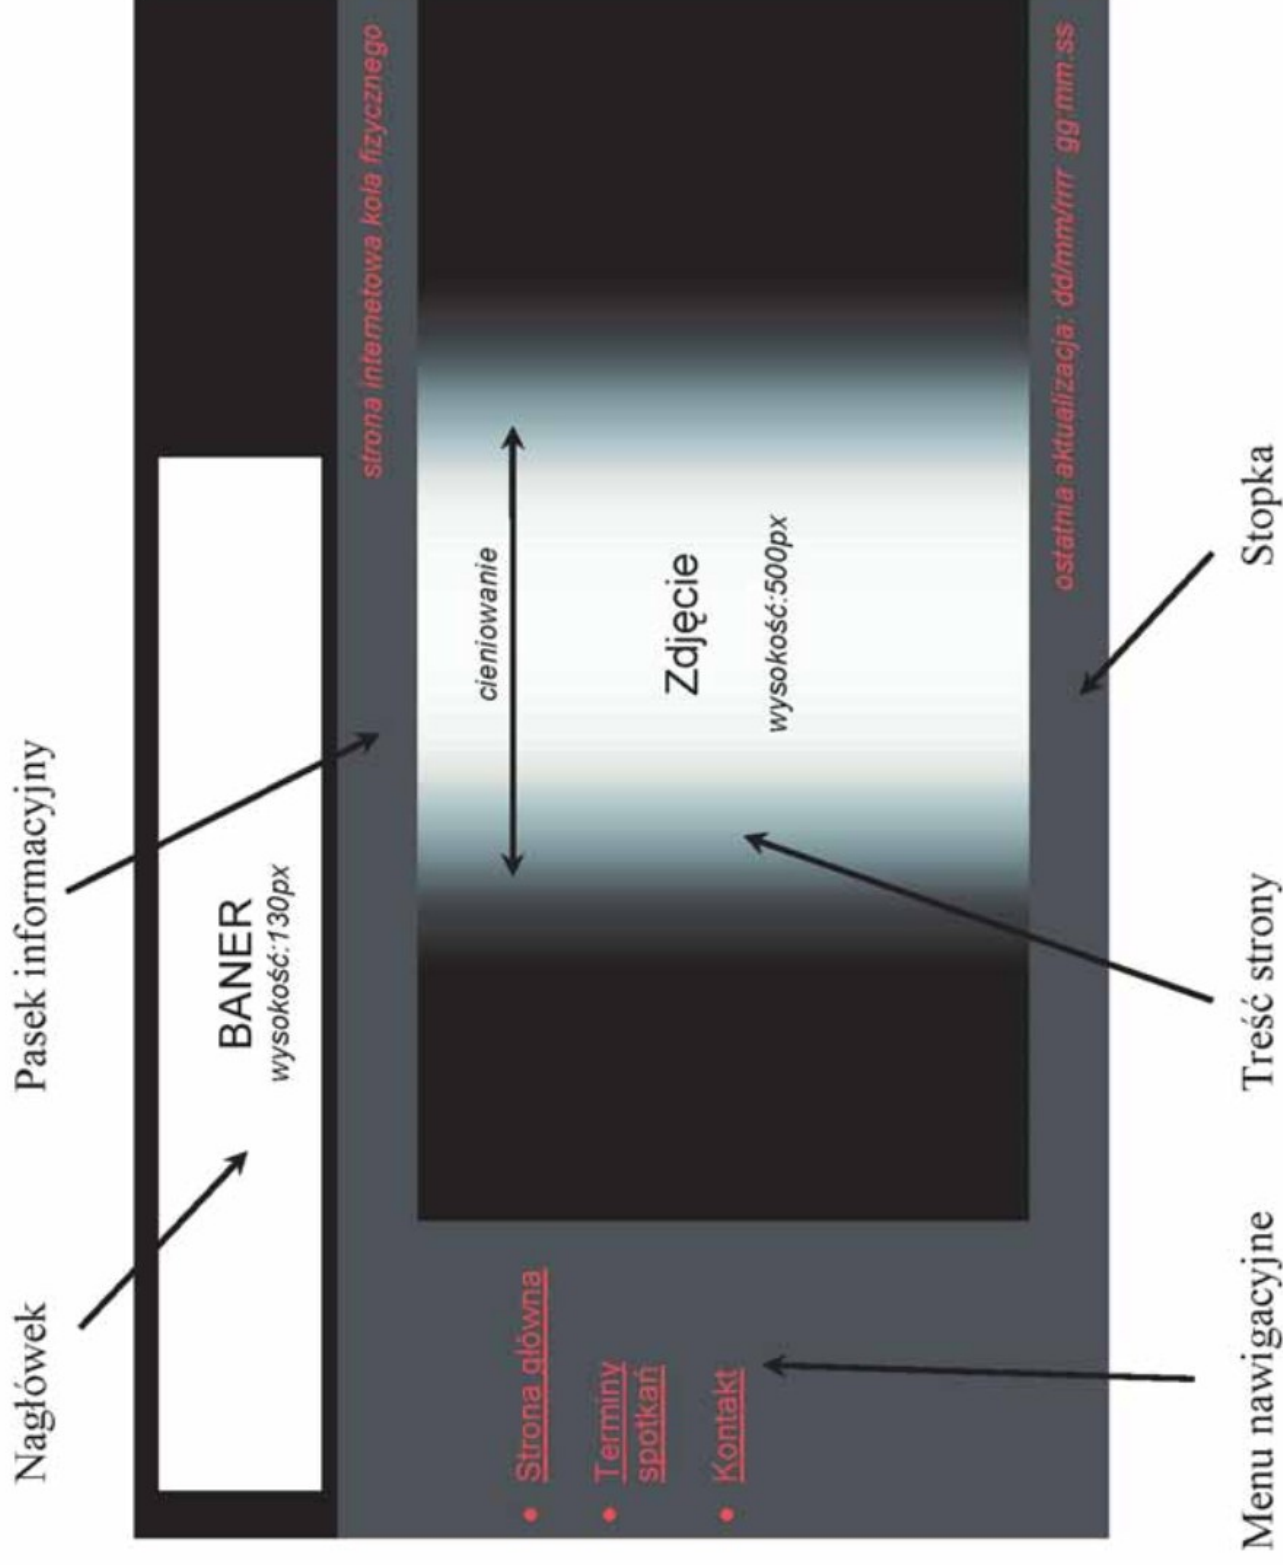 Nagłówek
Pasek informacyjny
BANER
wysokość:130px
strona internetowa koła fizycznego
Strona główna
Terminy
spotkań
Kontakt
cieniowanie
Zdjęcie
wysokość:500px
ostatnia aktualizacja: dd/mm/rrr gg:mm:ss
Menu nawigacyjne
Treść strony
Stopka